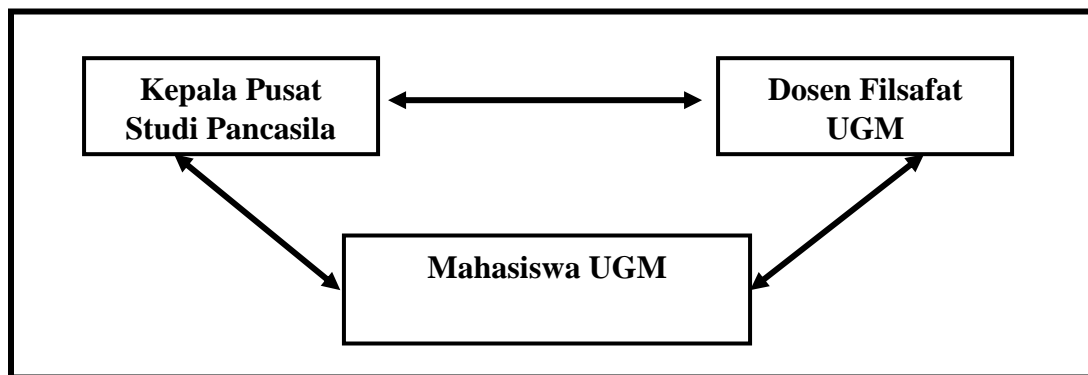 Kepala Pusat
Studi Pancasila
Dosen Filsafat
UGM
Mahasiswa UGM